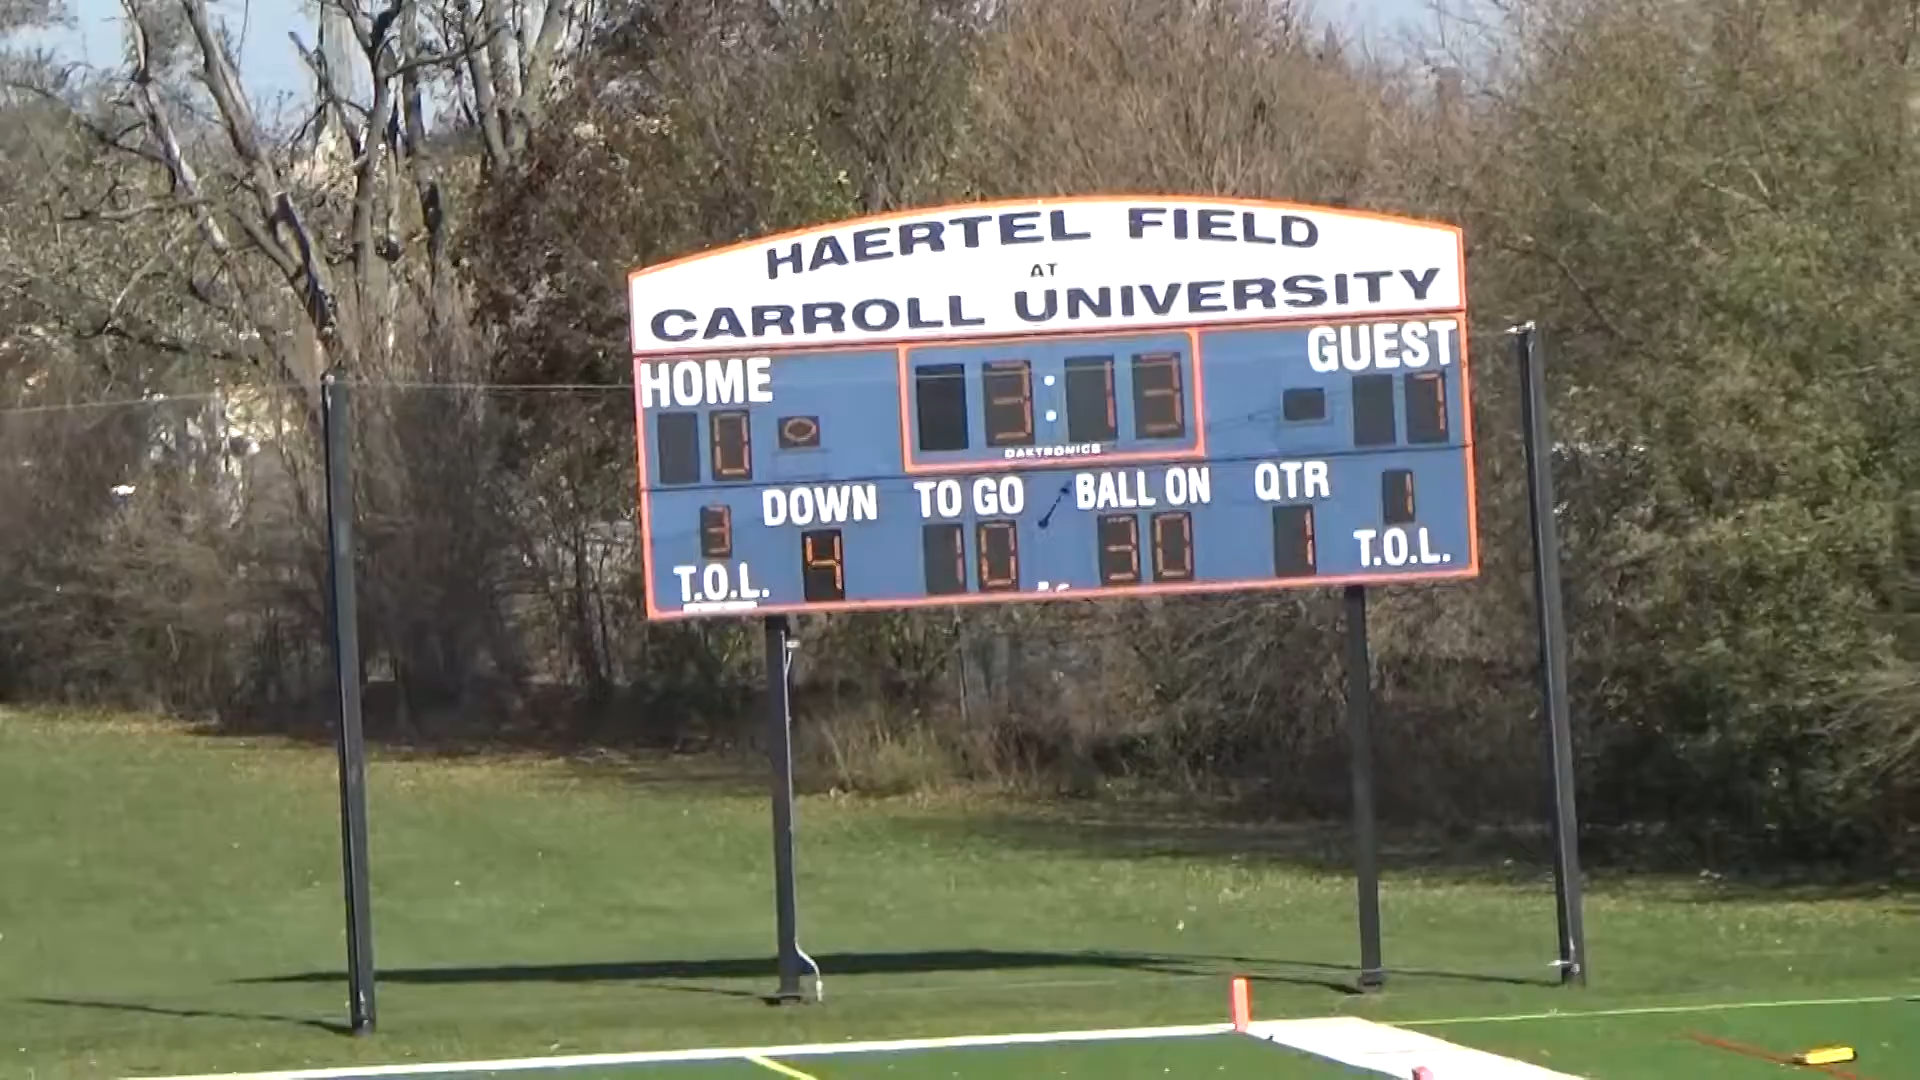 HAERTEL FIELD
AT
CARROLL UNIVERSITY
HOME 3:13 GUEST
0 7
DAKTRONICS
DOWN TO GO BALL ON QTR
3 4 10 30 1 1
T.O.L. T.O.L.